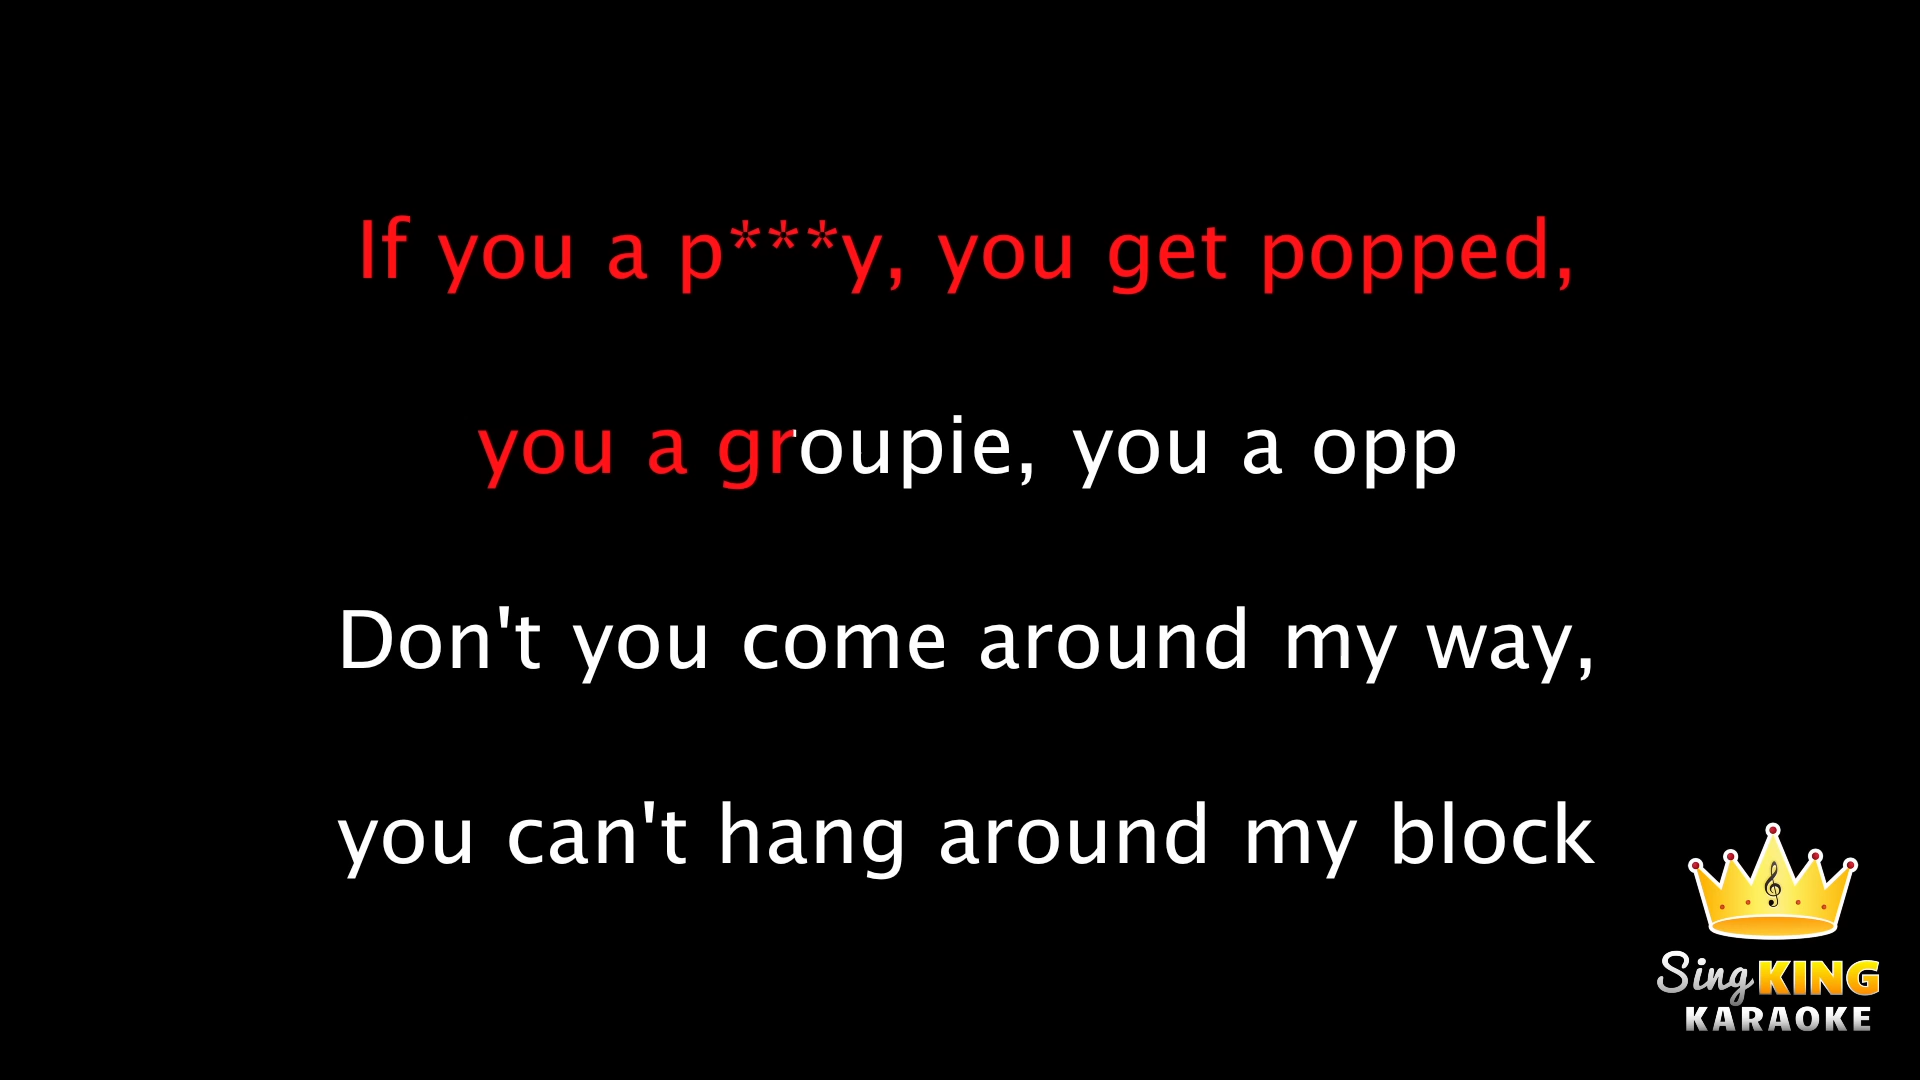 If you a p***y, you get popped,
you a groupie, you a opp
Don't you come around my way,
you can't hang around my block
Sing KING
KARAOKE